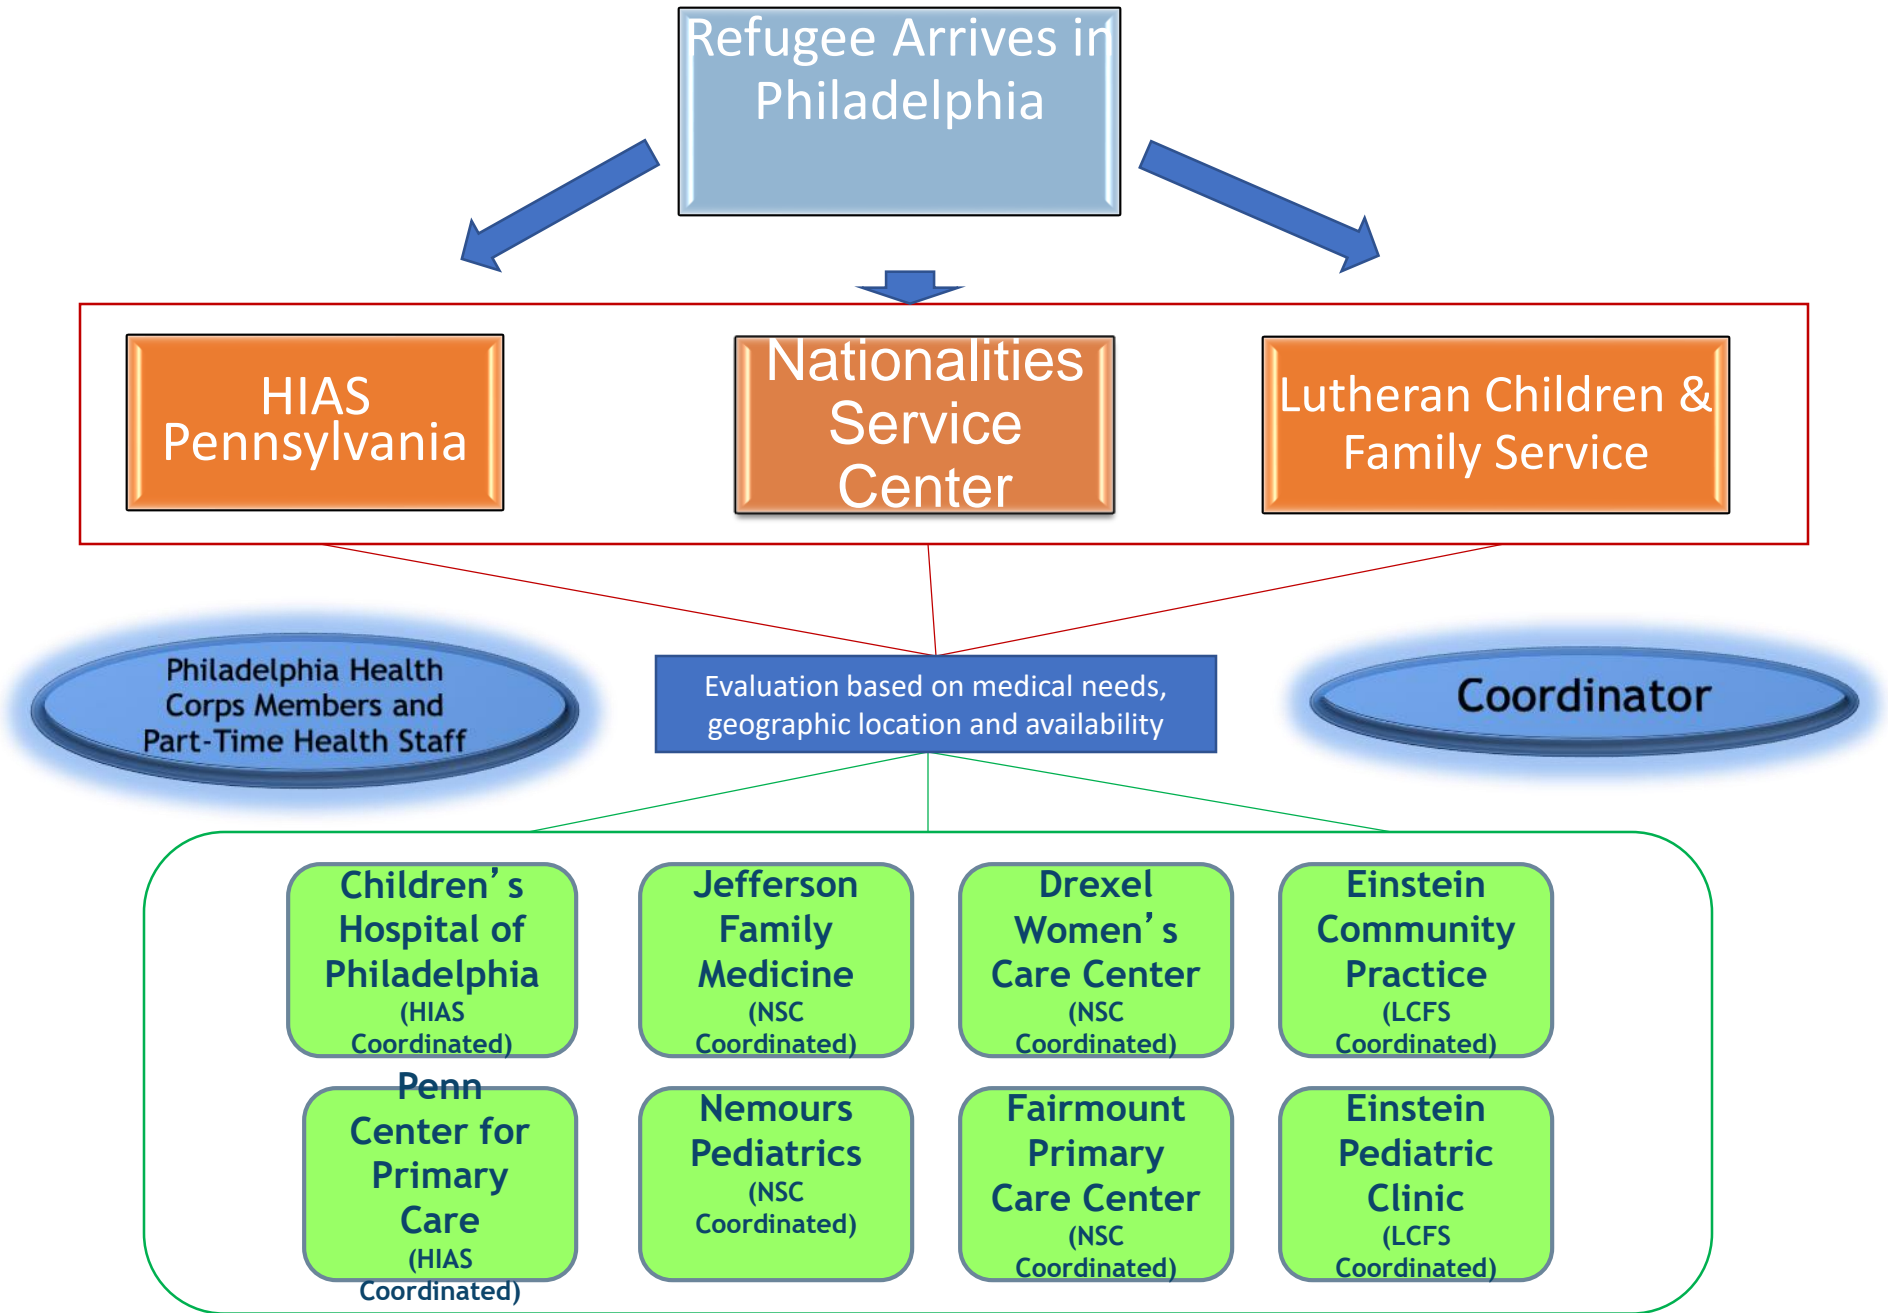 Refugee Arrives in
Philadelphia
HIAS
Pennsylvania
Nationalities
Service
Center
Lutheran Children &
Family Service
Philadelphia Health
Corps Members and
Part-Time Health Staff
Evaluation based on medical needs,
geographic location and availability
Coordinator
Children’s
Hospital of
Philadelphia
(HIAS
Coordinated)
Jefferson
Family
Medicine
(NSC
Coordinated)
Drexel
Women’s
Care Center
(NSC
Coordinated)
Einstein
Community
Practice
(LCFS
Coordinated)
Penn
Center for
Primary
Care
(HIAS
Coordinated)
Nemours
Pediatrics
(NSC
Coordinated)
Fairmount
Primary
Care Center
(NSC
Coordinated)
Einstein
Pediatric
Clinic
(LCFS
Coordinated)